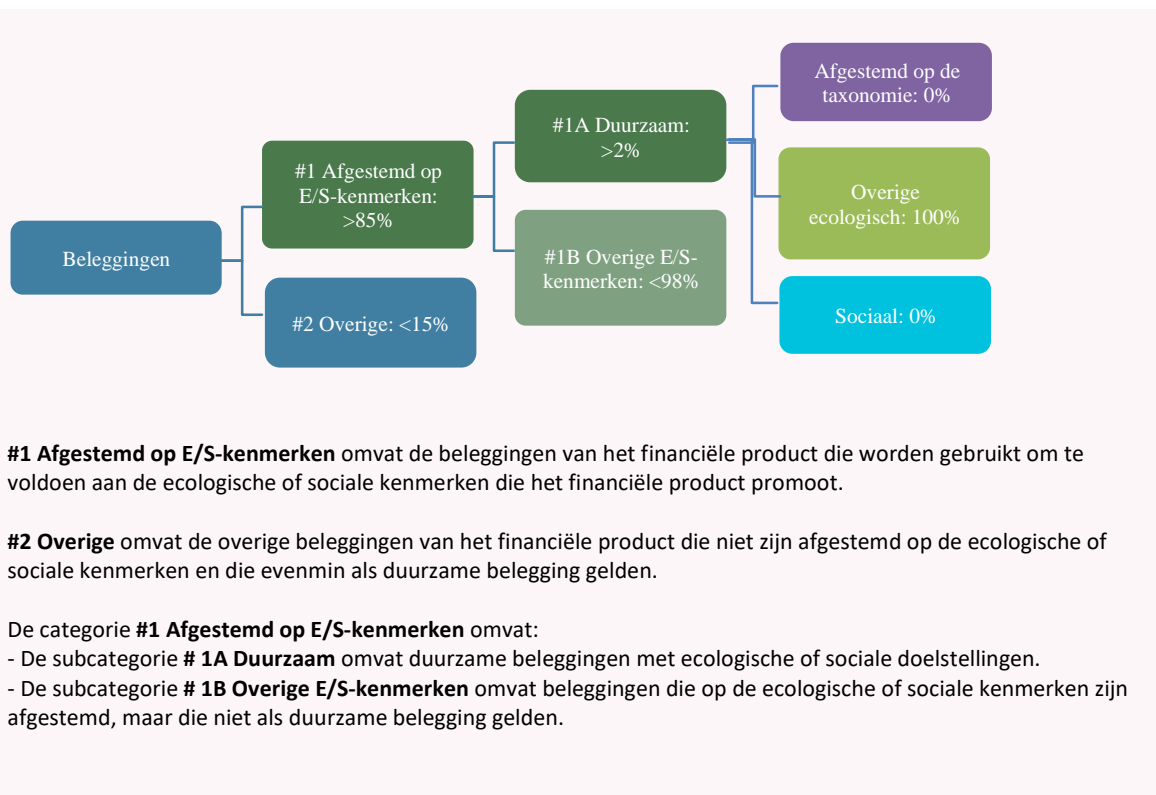 Beleggingen
#1 Afgestemd op
E/S-kenmerken:
>85%
#2 Overige: <15%
#1A Duurzaam:
>2%
#1B Overige E/S-
kenmerken: <98%
Afgestemd op de
taxonomie: 0%
Overige
ecologisch: 100%
Sociaal: 0%
#1 Afgestemd op E/S-kenmerken omvat de beleggingen van het financiële product die worden gebruikt om te
voldoen aan de ecologische of sociale kenmerken die het financiële product promoot.
#2 Overige omvat de overige beleggingen van het financiële product die niet zijn afgestemd op de ecologische of
sociale kenmerken en die evenmin als duurzame belegging gelden.
De categorie #1 Afgestemd op E/S-kenmerken omvat:
- De subcategorie # 1A Duurzaam omvat duurzame beleggingen met ecologische of sociale doelstellingen.
- De subcategorie # 1B Overige E/S-kenmerken omvat beleggingen die op de ecologische of sociale kenmerken zijn
afgestemd, maar die niet als duurzame belegging gelden.